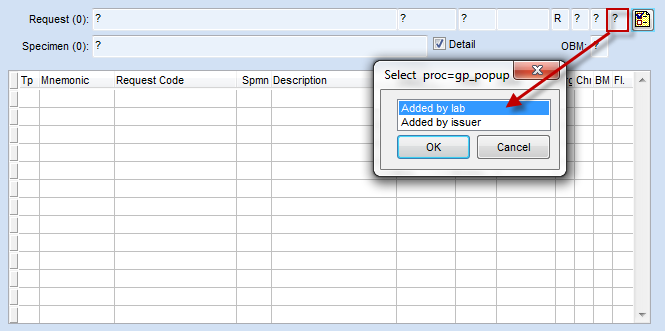 Request (0): ? ? ? R ? ? ?
Specimen (0): ? Detail OBM: ?
Tp Mnemonic Request Code Spmn Description Chr BM Fl.
Select proc=gp_popup
Added by lab
Added by issuer
OK Cancel